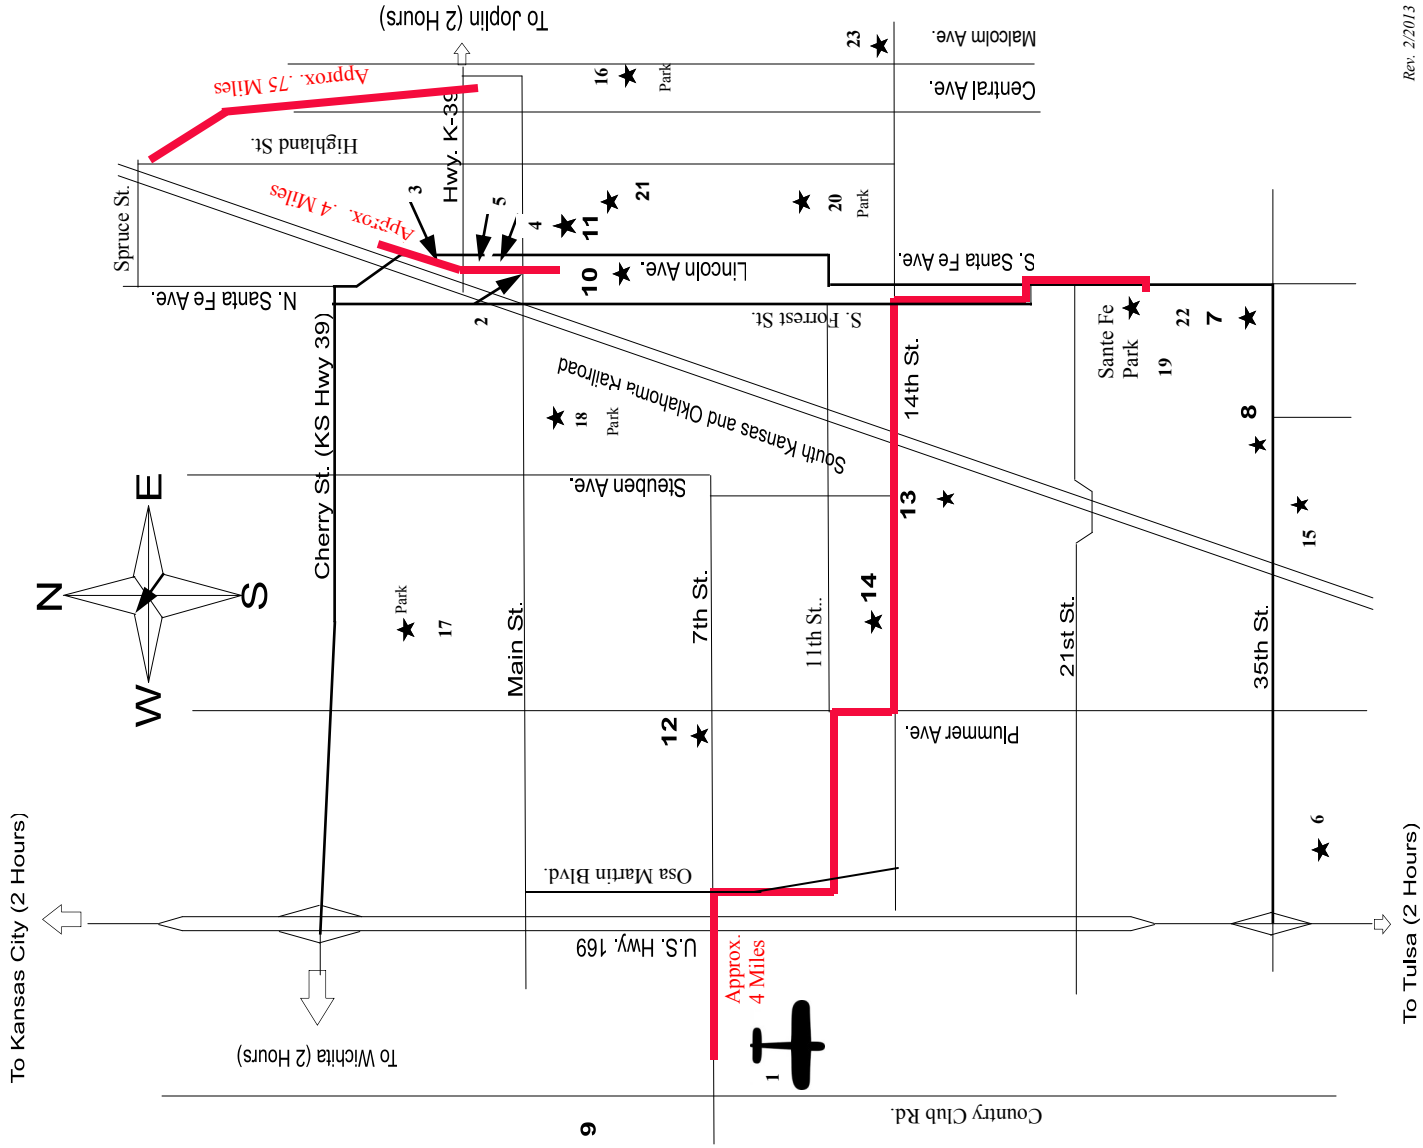 To Joplin (2 Hours)
Rev. 2/2013
23
Malcolm Ave.
Approx. .75 Miles
16
Park
Central Ave.
Hwy. K-39
Highland St.
Spruce St.
Approx. .4 Miles
3
5
4
11
21
20
Park
N. Santa Fe Ave.
10
Lincoln Ave.
S. Santa Fe Ave.
2
S. Forrest St.
Sante Fe
Park
19
22
7
Cherry St. (KS Hwy 39)
South Kansas and Oklahoma Railroad
14th St.
18
Park
8
Steuben Ave.
13
15
N
E
S
W
Park
17
Main St.
7th St.
11th St..
14
21st St.
35th St.
12
Plummer Ave.
6
Osa Martin Blvd.
To Kansas City (2 Hours)
U.S. Hwy. 169
Approx.
4 Miles
To Tulsa (2 Hours)
To Wichita (2 Hours)
1
Country Club Rd.
9